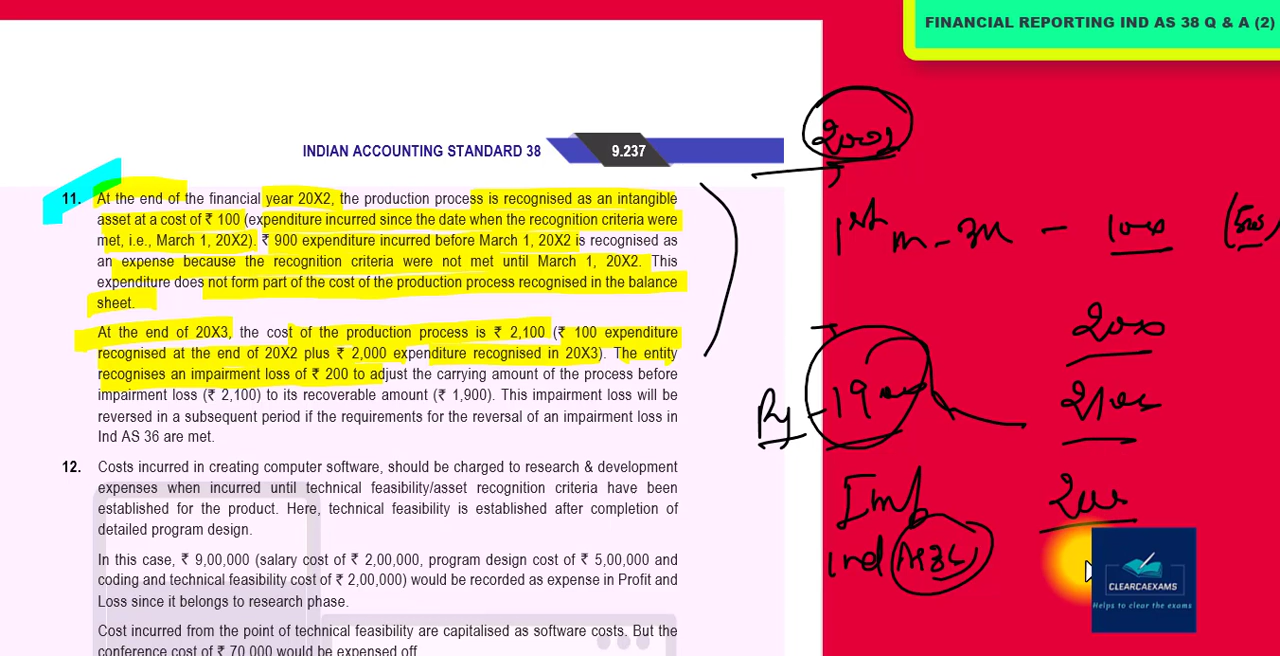 FINANCIAL REPORTING IND AS 38 Q & A (2)
INDIAN ACCOUNTING STANDARD 38
9.237
11. At the end of the financial year 20X2, the production process is recognised as an intangible
asset at a cost of ₹ 100 (expenditure incurred since the date when the recognition criteria were
met, i.e., March 1, 20X2). ₹ 900 expenditure incurred before March 1, 20X2 is recognised as
an expense because the recognition criteria were not met until March 1, 20X2. This
expenditure does not form part of the cost of the production process recognised in the balance
sheet.
At the end of 20X3, the cost of the production process is ₹ 2,100 (₹ 100 expenditure
recognised at the end of 20X2 plus ₹ 2,000 expenditure recognised in 20X3). The entity
recognises an impairment loss of ₹ 200 to adjust the carrying amount of the process before
impairment loss (₹ 2,100) to its recoverable amount (₹ 1,900). This impairment loss will be
reversed in a subsequent period if the requirements for the reversal of an impairment loss in
Ind AS 36 are met.
12. Costs incurred in creating computer software, should be charged to research & development
expenses when incurred until technical feasibility/asset recognition criteria have been
established for the product. Here, technical feasibility is established after completion of
detailed program design.
In this case, ₹ 9,00,000 (salary cost of ₹ 2,00,000, program design cost of ₹ 5,00,000 and
coding and technical feasibility cost of ₹ 2,00,000) would be recorded as expense in Profit and
Loss since it belongs to research phase.
Cost incurred from the point of technical feasibility are capitalised as software costs. But the
conference cost of ₹ 70,000 would be expensed off
1st
Imp
Ind
CLEARCAEXAMS
Helps to clear the exams